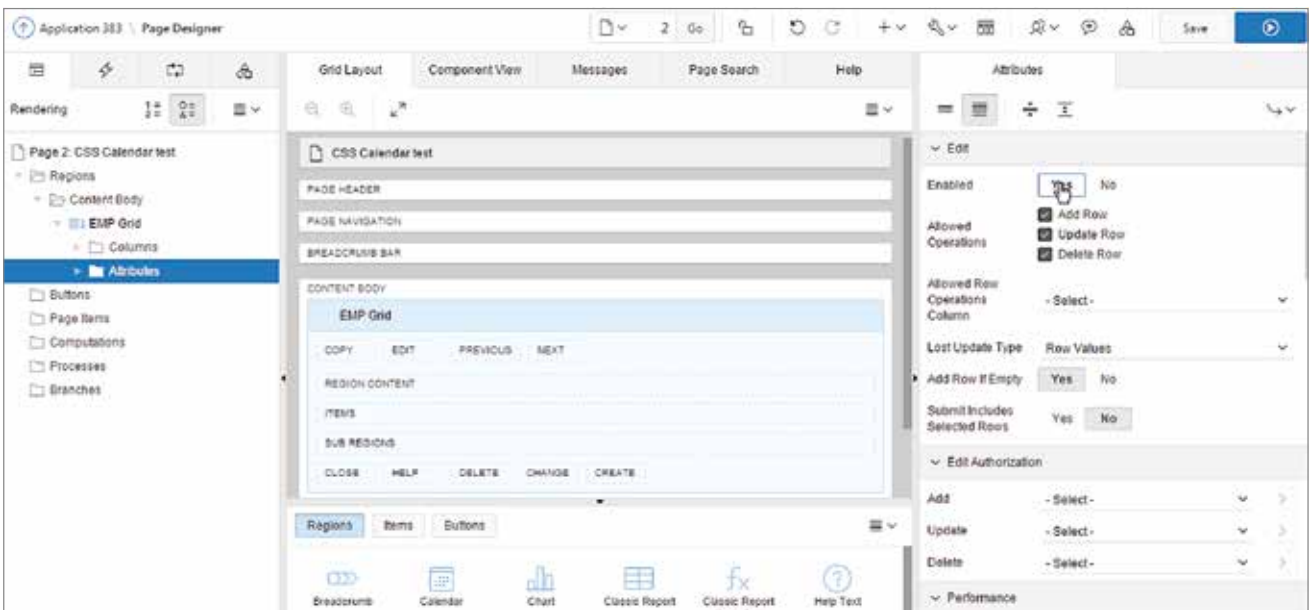 Application 383 \ Page Designer
2 Go
Save
Grid Layout Component View Messages Page Search Help
Attributes
Rendering
Page 2: CSS Calendar test
Regions
Content Body
EMP Grid
Columns
Attributes
Buttons
Page Items
Computations
Processes
Branches
CSS Calendar test
PAGE HEADER
PAGE NAVIGATION
BREADCRUMB BAR
CONTENT BODY
EMP Grid
COPY EDIT PREVIOUS NEXT
REGION CONTENT
ITEMS
SUB REGIONS
CLOSE HELP DELETE CHANGE CREATE
Regions Items Buttons
Breadcrumb Calendar Chart Classic Report Classic Report Help Text
Edit
Enabled Yes No
Allowed
Operations
Add Row
Update Row
Delete Row
Allowed Row
Operations
Column
- Select -
Lost Update Type Row Values
Add Row If Empty Yes No
Submit Includes
Selected Rows
Yes No
Edit Authorization
Add - Select -
Update - Select -
Delete - Select -
Performance